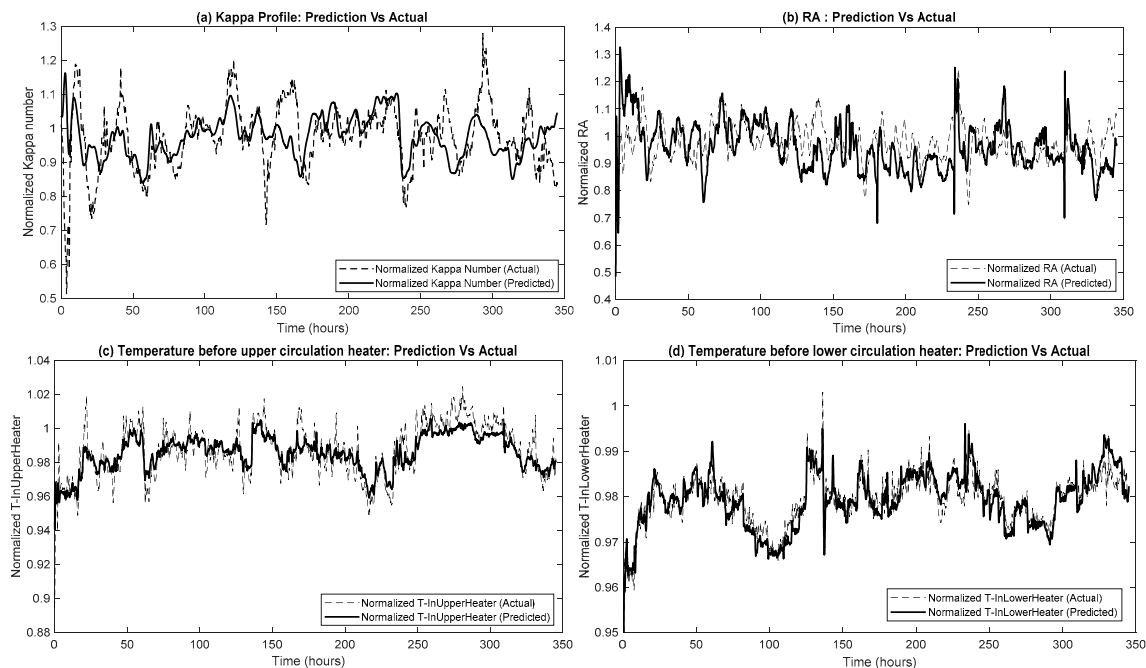 (a) Kappa Profile: Prediction Vs Actual
1.3
1.2
1.1
1
0.9
0.8
0.7
0.6
0.5
Normalized Kappa number
Normalized Kappa Number (Actual)
Normalized Kappa Number (Predicted)
0 50 100 150 200 250 300 350
Time (hours)
(b) RA : Prediction Vs Actual
1.4
1.3
1.2
1.1
1
0.9
0.8
0.7
0.6
0.5
0.4
Normalized RA
Normalized RA (Actual)
Normalized RA (Predicted)
0 50 100 150 200 250 300 350
Time (hours)
(c) Temperature before upper circulation heater: Prediction Vs Actual
1.04
1.02
1
0.98
0.96
0.94
0.92
0.9
0.88
Normalized T-InUpperHeater
Normalized T-InUpperHeater (Actual)
Normalized T-InUpperHeater (Predicted)
0 50 100 150 200 250 300 350
Time (hours)
(d) Temperature before lower circulation heater: Prediction Vs Actual
1.01
1
0.99
0.98
0.97
0.96
0.95
Normalized T-InLowerHeater
Normalized T-InLowerHeater (Actual)
Normalized T-InLowerHeater (Predicted)
0 50 100 150 200 250 300 350
Time (hours)